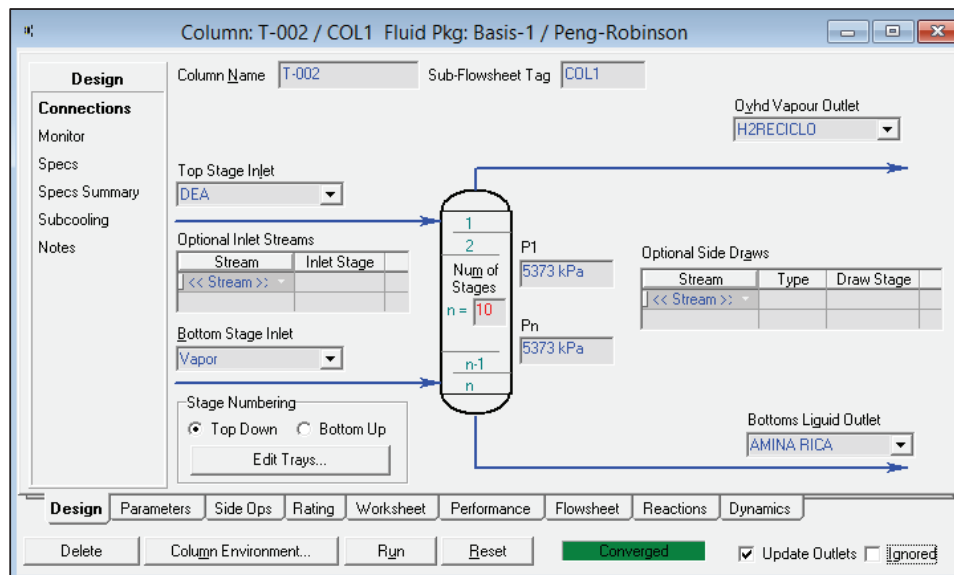 Column: T-002 / COL1 Fluid Pkg: Basis-1 / Peng-Robinson
Design
Connections
Monitor
Specs
Specs Summary
Subcooling
Notes
Column Name T-002 Sub-Flowsheet Tag COL1
Ovhd Vapour Outlet
H2RECICLO
Top Stage Inlet
DEA
Optional Inlet Streams
Stream Inlet Stage
<< Stream >>
Bottom Stage Inlet
Vapor
Stage Numbering
Top Down Bottom Up
Edit Trays...
1
2
Num of
Stages
n = 10
n-1
n
P1
5373 kPa
Pn
5373 kPa
Optional Side Draws
Stream Type Draw Stage
<< Stream >>
Bottoms Liquid Outlet
AMINA RICA
Design Parameters Side Ops Rating Worksheet Performance Flowsheet Reactions Dynamics
Delete Column Environment... Run Reset Converged Update Outlets Ignored